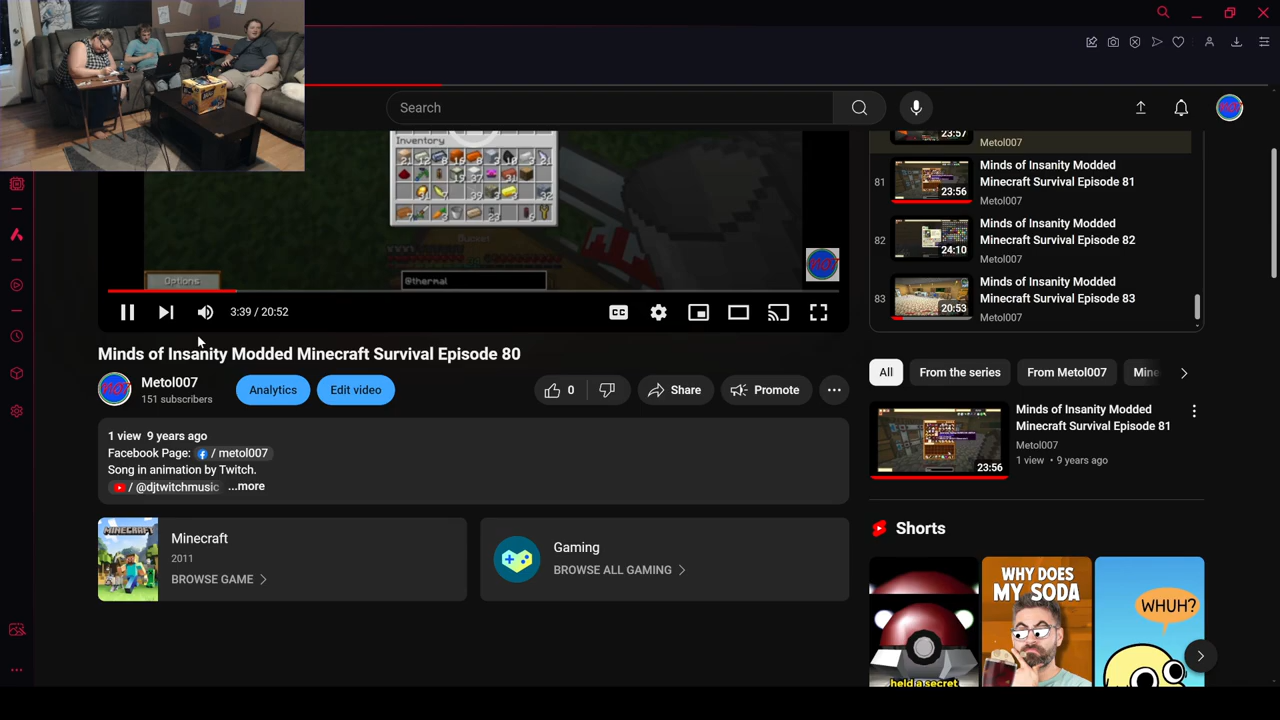 Search
Inventory
Bucket
Options
@thermal
3:39 / 20:52
CC
Minds of Insanity Modded Minecraft Survival Episode 80
Metol007
151 subscribers
Analytics
Edit video
0
Share
Promote
1 view 9 years ago
Facebook Page: / metol007
Song in animation by Twitch.
/ @djtwitchmusic ...more
MINECRAFT
Minecraft
2011
BROWSE GAME
Gaming
BROWSE ALL GAMING
23:57
Metol007
81
23:56
Minds of Insanity Modded
Minecraft Survival Episode 81
Metol007
82
24:10
Minds of Insanity Modded
Minecraft Survival Episode 82
Metol007
83
20:53
Minds of Insanity Modded
Minecraft Survival Episode 83
Metol007
All
From the series
From Metol007
Mine
23:56
Minds of Insanity Modded
Minecraft Survival Episode 81
Metol007
1 view • 9 years ago
Shorts
held a secret
WHY DOES
MY SODA
WHUH?